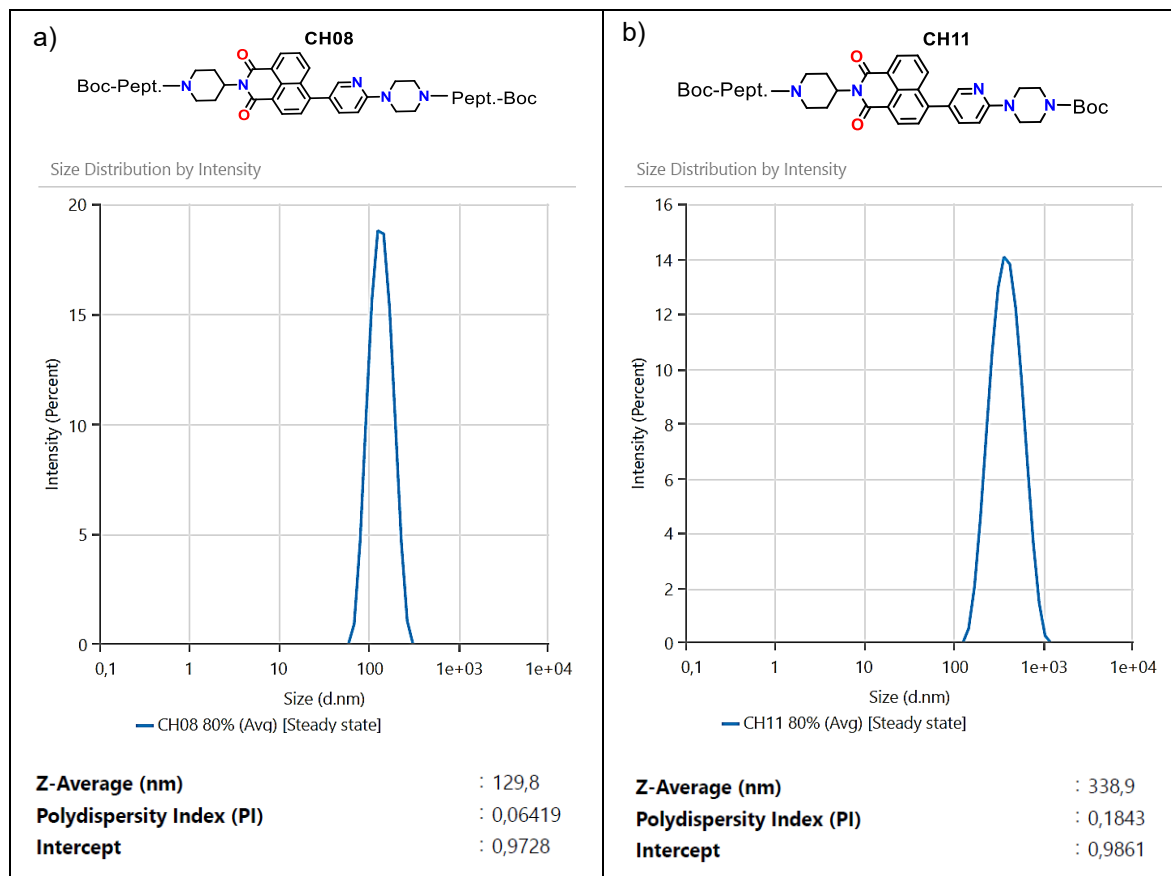 a)
CH08
O
Boc-Pept.
N
N
O
N
N
N
Pept.-Boc
Size Distribution by Intensity
20
15
10
5
0
Intensity (Percent)
0,1 1 10 100 1e+03 1e+04
Size (d.nm)
CH08 80% (Avg) [Steady state]
Z-Average (nm) : 129,8
Polydispersity Index (PI) : 0,06419
Intercept : 0,9728
b)
CH11
O
Boc-Pept.
N
N
O
N
N
N
Boc
Size Distribution by Intensity
16
14
12
10
8
6
4
2
0
Intensity (Percent)
0,1 1 10 100 1e+03 1e+04
Size (d.nm)
CH11 80% (Avg) [Steady state]
Z-Average (nm) : 338,9
Polydispersity Index (PI) : 0,1843
Intercept : 0,9861